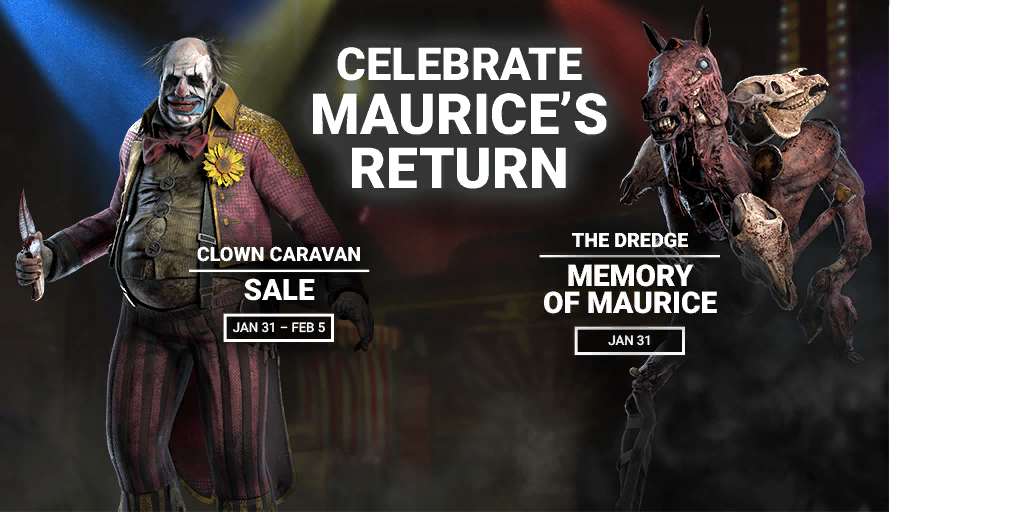 CELEBRATE
MAURICE’S
RETURN
CLOWN CARAVAN
SALE
JAN 31 – FEB 5
THE DREDGE
MEMORY
OF MAURICE
JAN 31